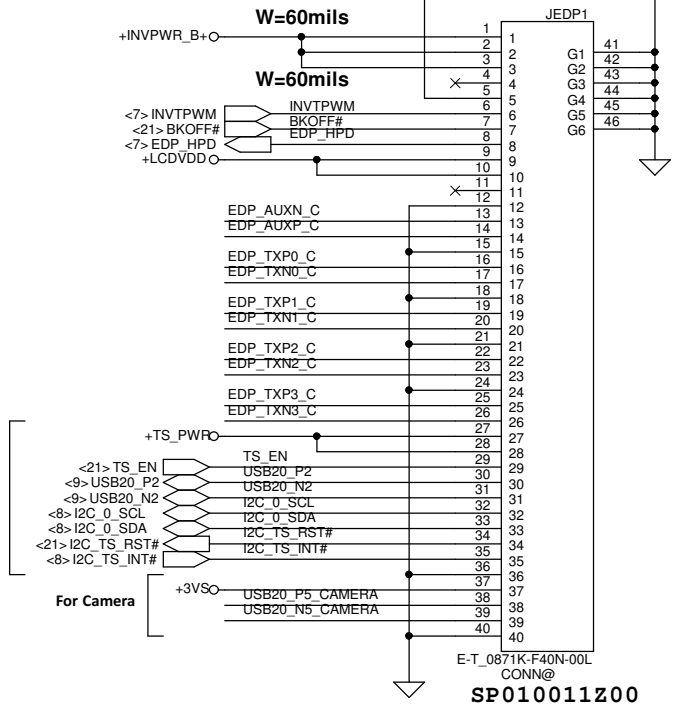 W=60mils
JEDP1
+INVPWR_B+
1 1
2 2
3 3
W=60mils
4 4
5 5
<7> INVTPWM INVTPWM 6 6
<21> BKOFF# BKOFF# 7 7
<7> EDP_HPD EDP_HPD 8 8
+LCDVDD 9 9
10 10
11 11
12 12
EDP_AUXN_C 13 13
EDP_AUXP_C 14 14
15 15
EDP_TXP0_C 16 16
EDP_TXN0_C 17 17
18 18
EDP_TXP1_C 19 19
EDP_TXN1_C 20 20
21 21
EDP_TXP2_C 22 22
EDP_TXN2_C 23 23
24 24
EDP_TXP3_C 25 25
EDP_TXN3_C 26 26
+TS_PWR 27 27
28 28
<21> TS_EN TS_EN 29 29
<9> USB20_P2 USB20_P2 30 30
<9> USB20_N2 USB20_N2 31 31
<8> I2C_0_SCL I2C_0_SCL 32 32
<8> I2C_0_SDA I2C_0_SDA 33 33
<21> I2C_TS_RST# I2C_TS_RST# 34 34
<8> I2C_TS_INT# I2C_TS_INT# 35 35
36 36
+3VS 37 37
For Camera
USB20_P5_CAMERA 38 38
USB20_N5_CAMERA 39 39
40 40
G1 41
G2 42
G3 43
G4 44
G5 45
G6 46
E-T_0871K-F40N-00L
CONN@
SP010011Z00